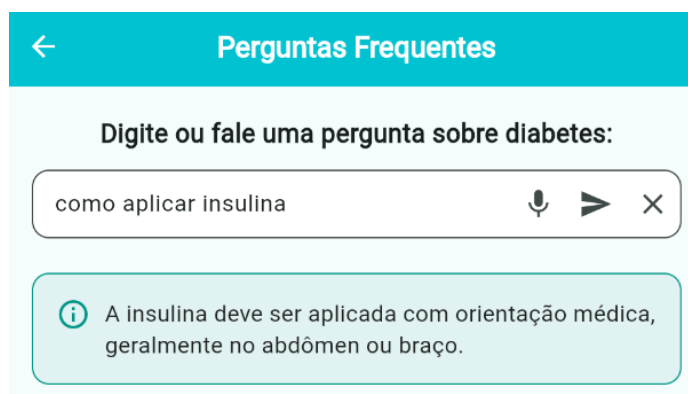 Perguntas Frequentes
Digite ou fale uma pergunta sobre diabetes:
como aplicar insulina
A insulina deve ser aplicada com orientação médica,
geralmente no abdômen ou braço.